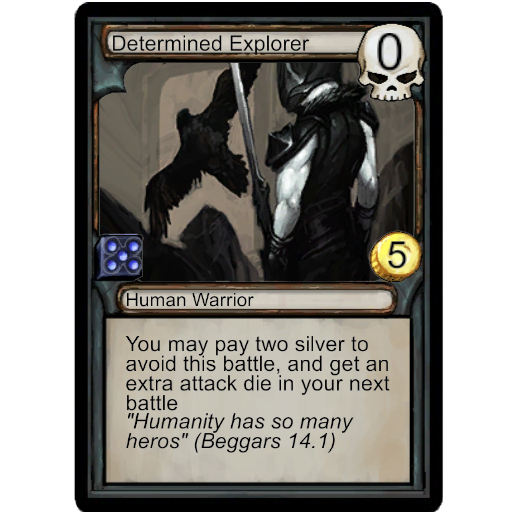 Determined Explorer
0
5
Human Warrior
You may pay two silver to
avoid this battle, and get an
extra attack die in your next
battle
"Humanity has so many
heros" (Beggars 14.1)